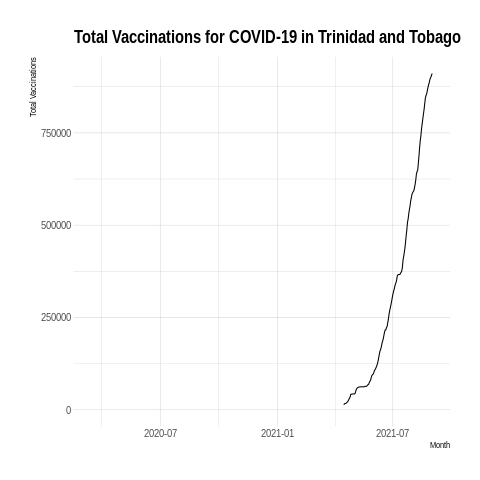 Total Vaccinations for COVID-19 in Trinidad and Tobago
Total Vaccinations
750000
500000
250000
0
2020-07 2021-01 2021-07
Month